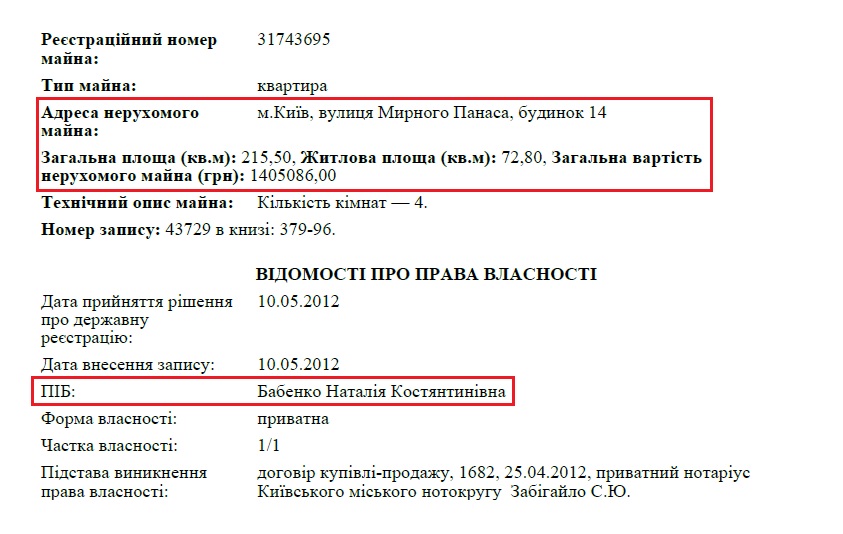 Реєстраційний номер 31743695
майна:
Тип майна: квартира
Адреса нерухомого м.Київ, вулиця Мирного Панаса, будинок 14
майна:
Загальна площа (кв.м): 215,50, Житлова площа (кв.м): 72,80, Загальна вартість
нерухомого майна (грн): 1405086,00
Технічний опис майна: Кількість кімнат — 4.
Номер запису: 43729 в книзі: 379-96.
ВІДОМОСТІ ПРО ПРАВА ВЛАСНОСТІ
Дата прийняття рішення 10.05.2012
про державну
реєстрацію:
Дата внесення запису: 10.05.2012
ПІБ: Бабенко Наталія Костянтинівна
Форма власності: приватна
Частка власності: 1/1
Підстава виникнення договір купівлі-продажу, 1682, 25.04.2012, приватний нотаріус
права власності: Київського міського нотокругу Забігайло С.Ю.